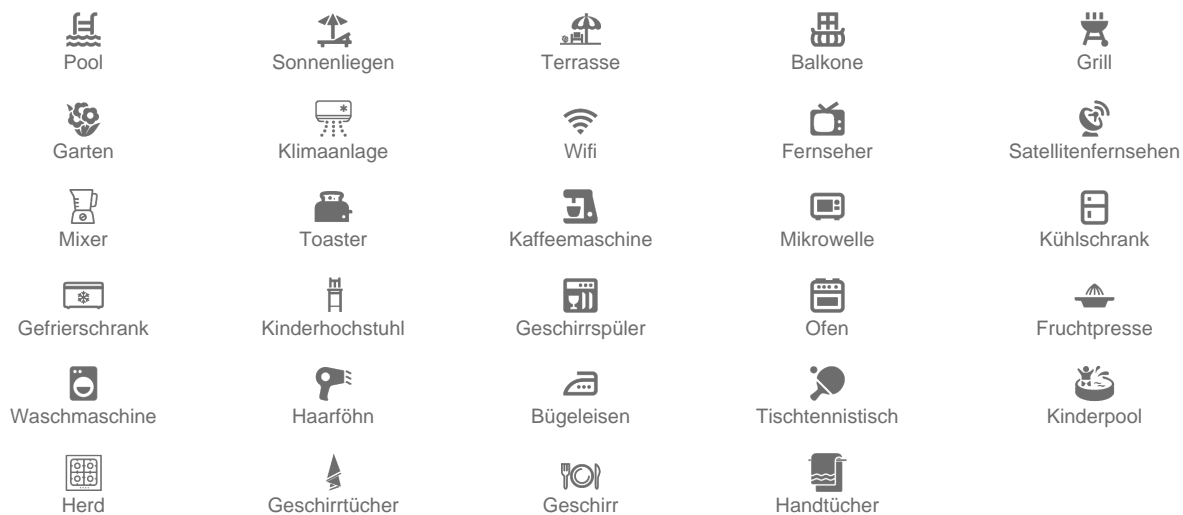 Pool
Sonnenliegen
Terrasse
Balkone
Grill
Garten
Klimaanlage
Wifi
Fernseher
Satellitenfernsehen
Mixer
Toaster
Kaffeemaschine
Mikrowelle
Kühlschrank
Gefrierschrank
Kinderhochstuhl
Geschirrspüler
Ofen
Fruchtpresse
Waschmaschine
Haarföhn
Bügeleisen
Tischtennistisch
Kinderpool
Herd
Geschirrtücher
Geschirr
Handtücher